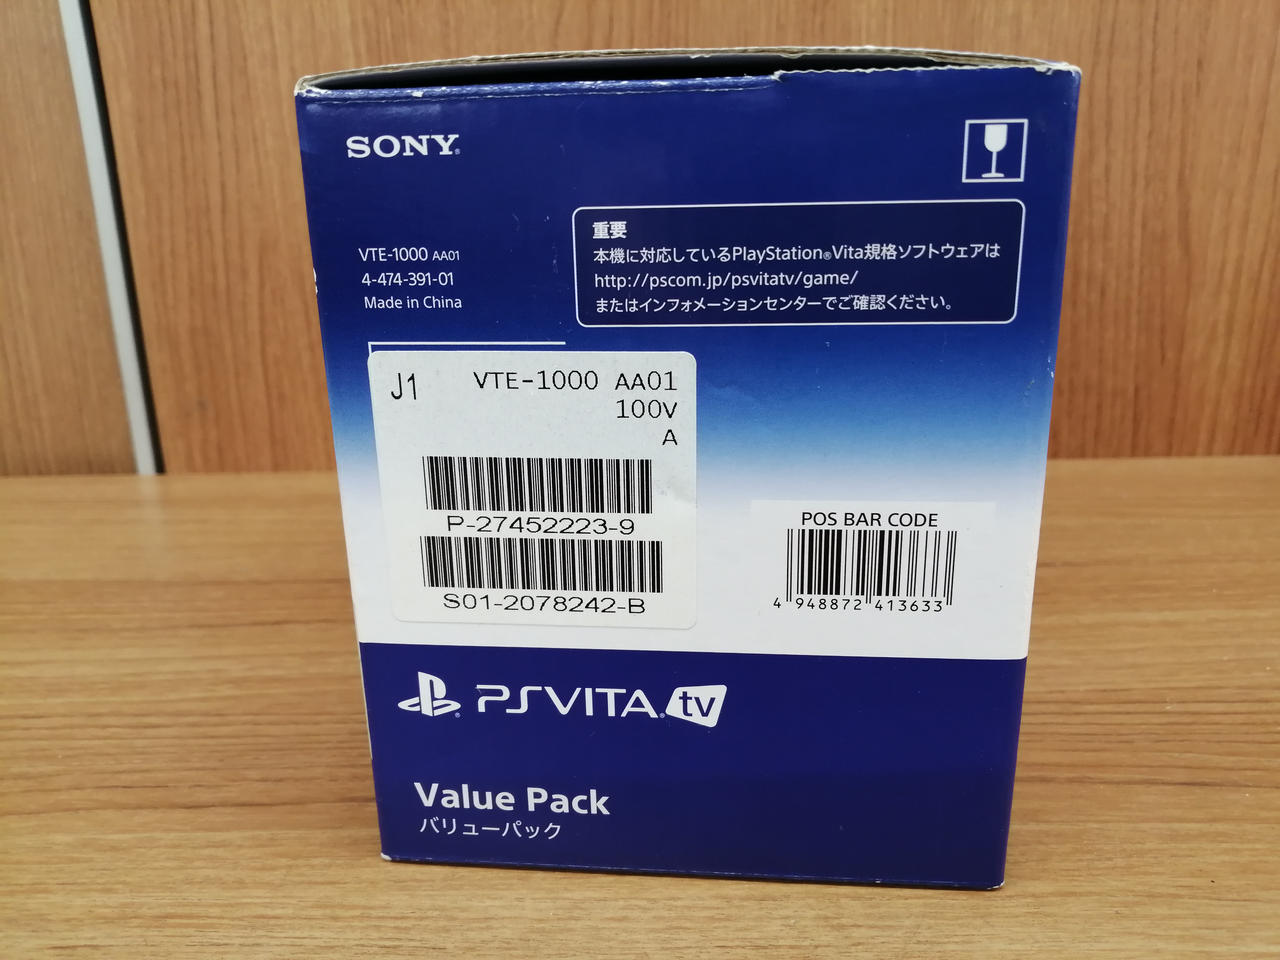 SONY®
VTE-1000 AA01
4-474-391-01
Made in China
重要
本機に対応しているPlayStation®Vita規格ソフトウェアは
http://pscom.jp/psvitatv/game/
またはインフォメーションセンターでご確認ください。
J1 VTE-1000 AA01
100V
A
P-27452223-9
S01-2078242-B
POS BAR CODE
4 948872 413633
PSVITA® tv
Value Pack
バリューパック